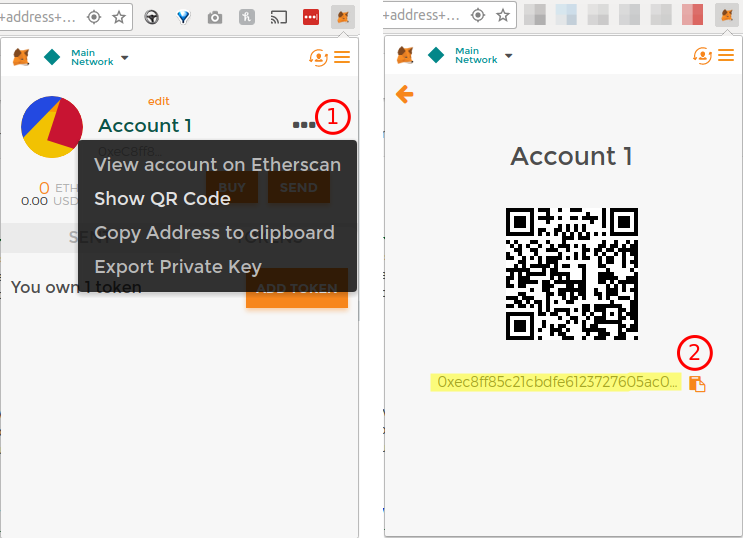 +address+...
Main
Network
edit
Account 1
1
0xeC8ff8...
View account on Etherscan
0 ETH
BUY
SEND
Show QR Code
0.00 USD
Copy Address to clipboard
SENT
TOKENS
Export Private Key
You own 1 token
ADD TOKEN
+address+...
Main
Network
Account 1
2
0xec8ff85c21cbdfe6123727605ac0...